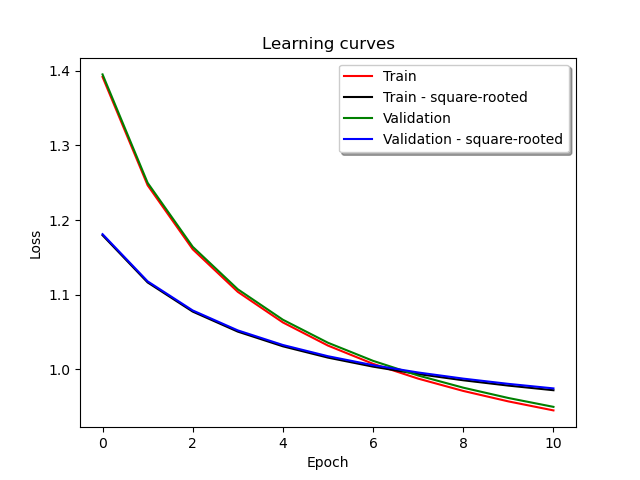 Learning curves
Train
Train - square-rooted
Validation
Validation - square-rooted
1.4
1.3
1.2
1.1
1.0
Loss
0 2 4 6 8 10
Epoch